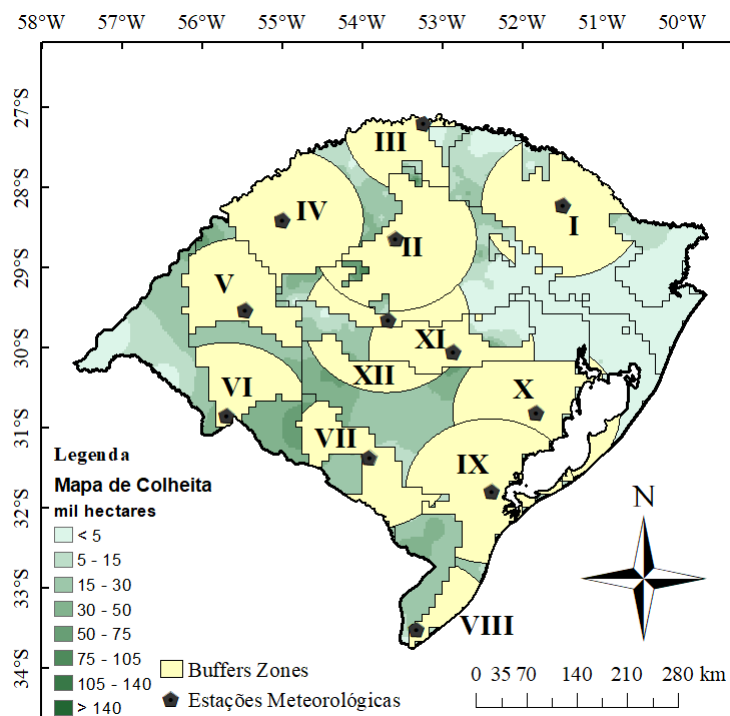 58°W 57°W 56°W 55°W 54°W 53°W 52°W 51°W 50°W
27°S
28°S
29°S
30°S
31°S
32°S
33°S
34°S
III
IV
I
II
V
XI
XII
VI
X
VII
IX
VIII
Legenda
Mapa de Colheita
mil hectares
< 5
5 - 15
15 - 30
30 - 50
50 - 75
75 - 105
105 - 140
> 140
Buffers Zones
Estações Meteorológicas
N
0 35 70 140 210 280 km